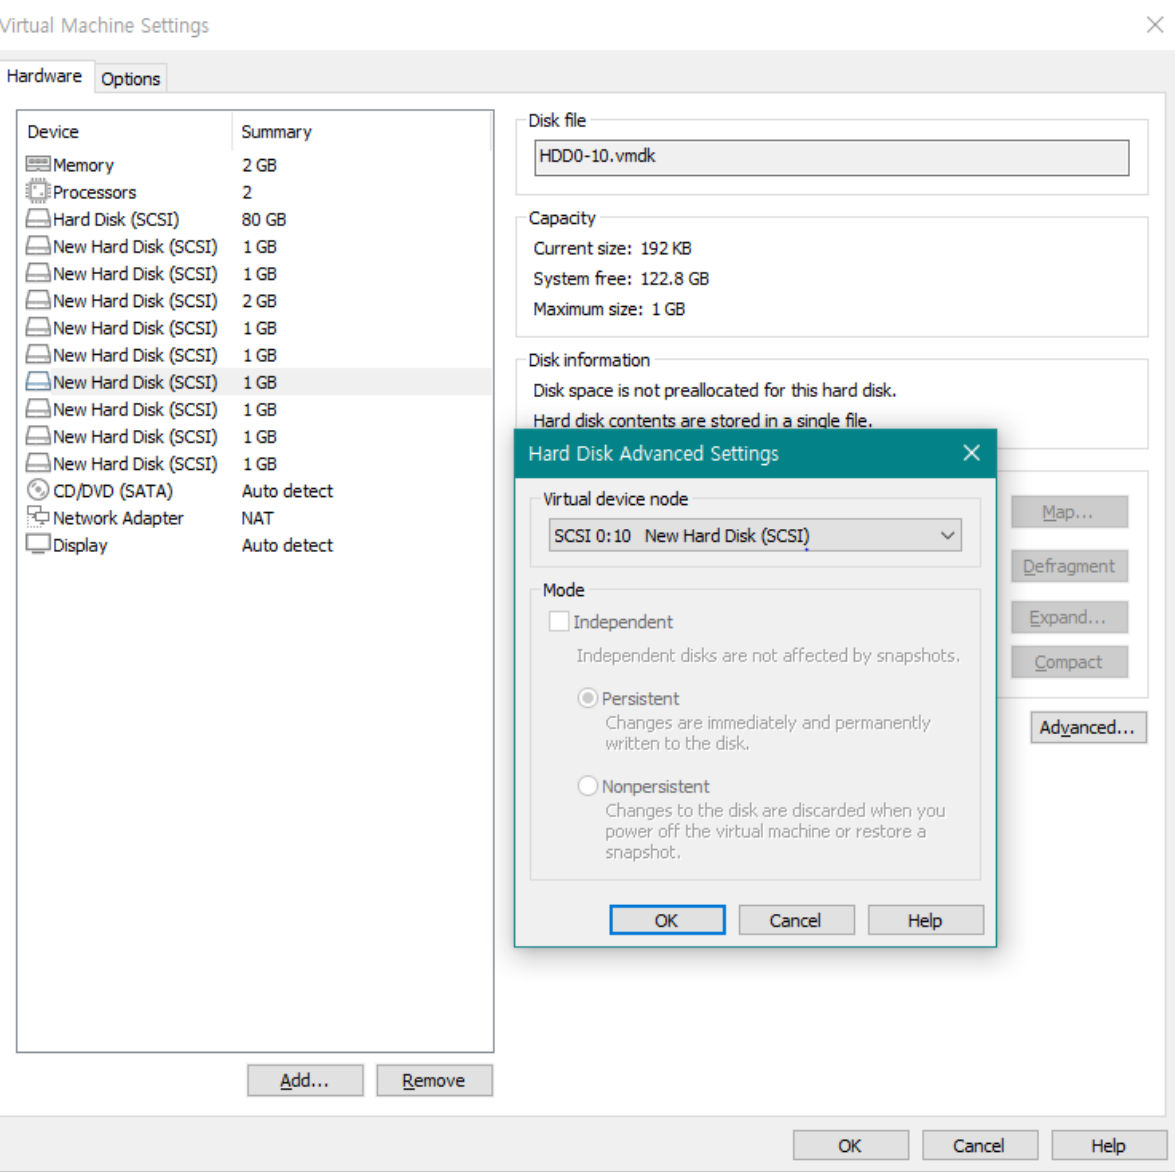 Virtual Machine Settings
Hardware Options
Device Summary
Memory 2 GB
Processors 2
Hard Disk (SCSI) 80 GB
New Hard Disk (SCSI) 1 GB
New Hard Disk (SCSI) 1 GB
New Hard Disk (SCSI) 2 GB
New Hard Disk (SCSI) 1 GB
New Hard Disk (SCSI) 1 GB
New Hard Disk (SCSI) 1 GB
New Hard Disk (SCSI) 1 GB
New Hard Disk (SCSI) 1 GB
New Hard Disk (SCSI) 1 GB
CD/DVD (SATA) Auto detect
Network Adapter NAT
Display Auto detect
Add... Remove
Disk file
HDD0-10.vmdk
Capacity
Current size: 192 KB
System free: 122.8 GB
Maximum size: 1 GB
Disk information
Disk space is not preallocated for this hard disk.
Hard disk contents are stored in a single file.
Map...
Defragment
Expand...
Compact
Advanced...
Hard Disk Advanced Settings
Virtual device node
SCSI 0:10 New Hard Disk (SCSI)
Mode
Independent
Independent disks are not affected by snapshots.
Persistent
Changes are immediately and permanently
written to the disk.
Nonpersistent
Changes to the disk are discarded when you
power off the virtual machine or restore a
snapshot.
OK Cancel Help
OK Cancel Help